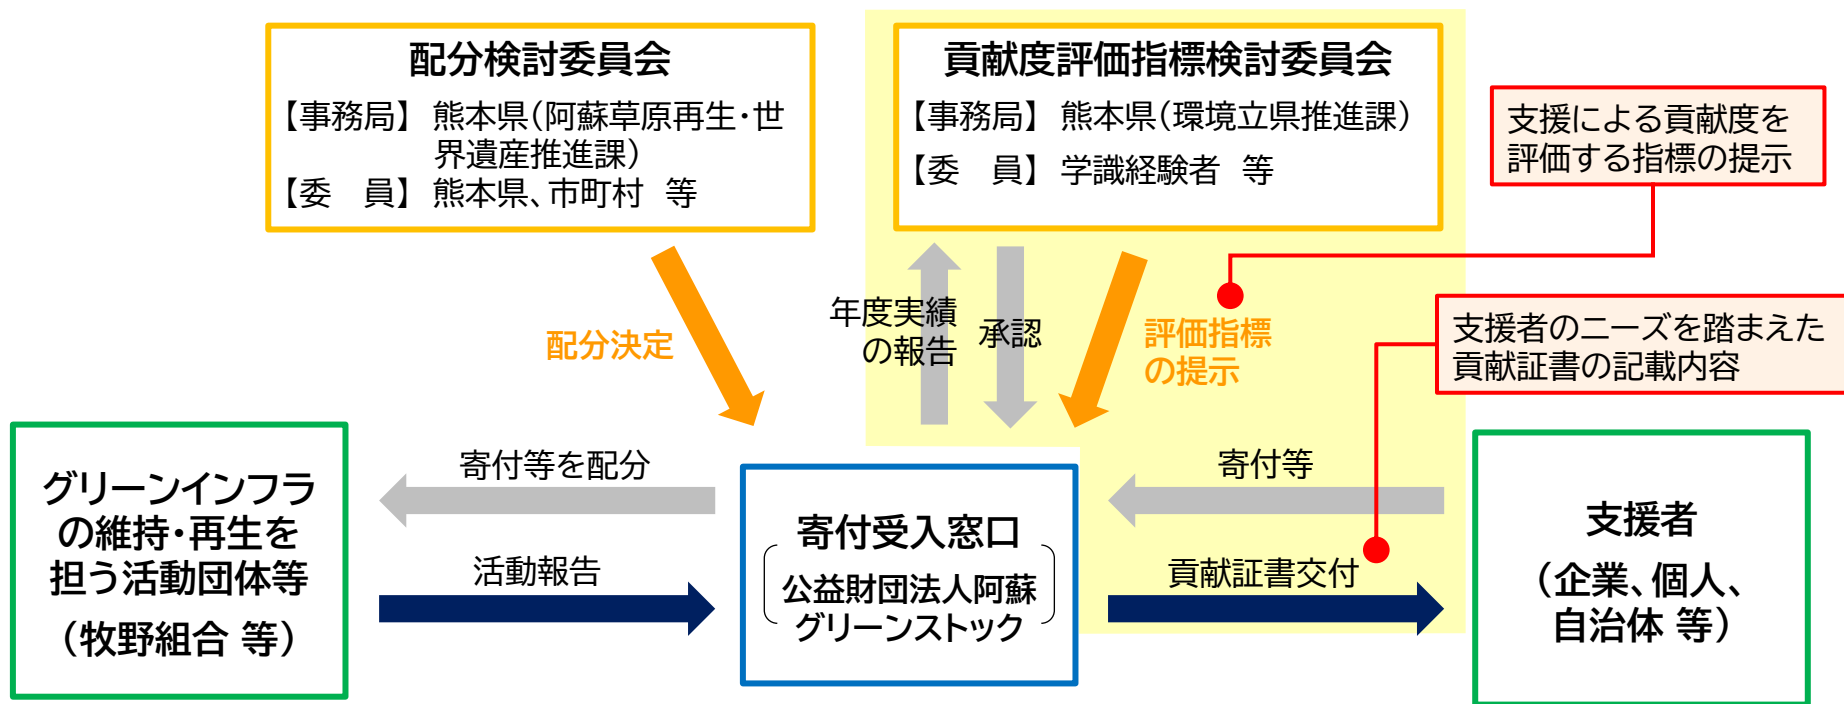 配分検討委員会
【事務局】 熊本県(阿蘇草原再生・世
界遺産推進課)
【委　員】 熊本県、市町村　等
貢献度評価指標検討委員会
【事務局】 熊本県(環境立県推進課)
【委　員】 学識経験者　等
支援による貢献度を
評価する指標の提示
配分決定
年度実績
の報告
承認
評価指標
の提示
支援者のニーズを踏まえた
貢献証書の記載内容
グリーンインフラ
の維持・再生を
担う活動団体等
(牧野組合 等)
寄付等を配分
活動報告
寄付受入窓口
公益財団法人阿蘇
グリーンストック
寄付等
貢献証書交付
支援者
(企業、個人、
自治体 等)